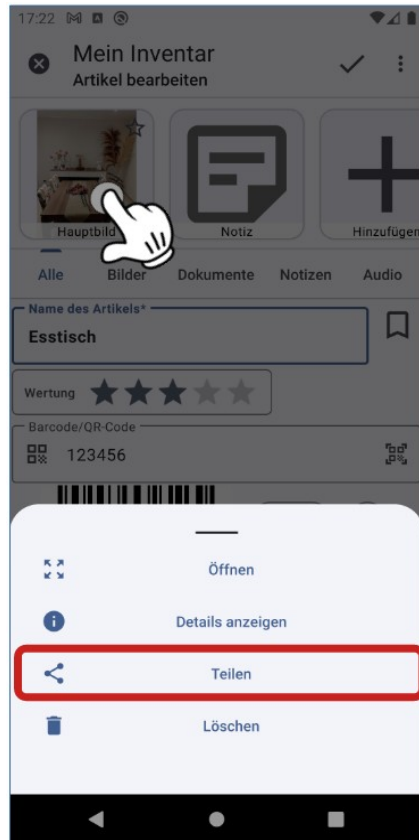 17:22
Mein Inventar
Artikel bearbeiten
Hauptbild Notiz Hinzufügen
Alle Bilder Dokumente Notizen Audio
Name des Artikels*
Esstisch
Wertung
Barcode/QR-Code
123456
Öffnen
Details anzeigen
Teilen
Löschen